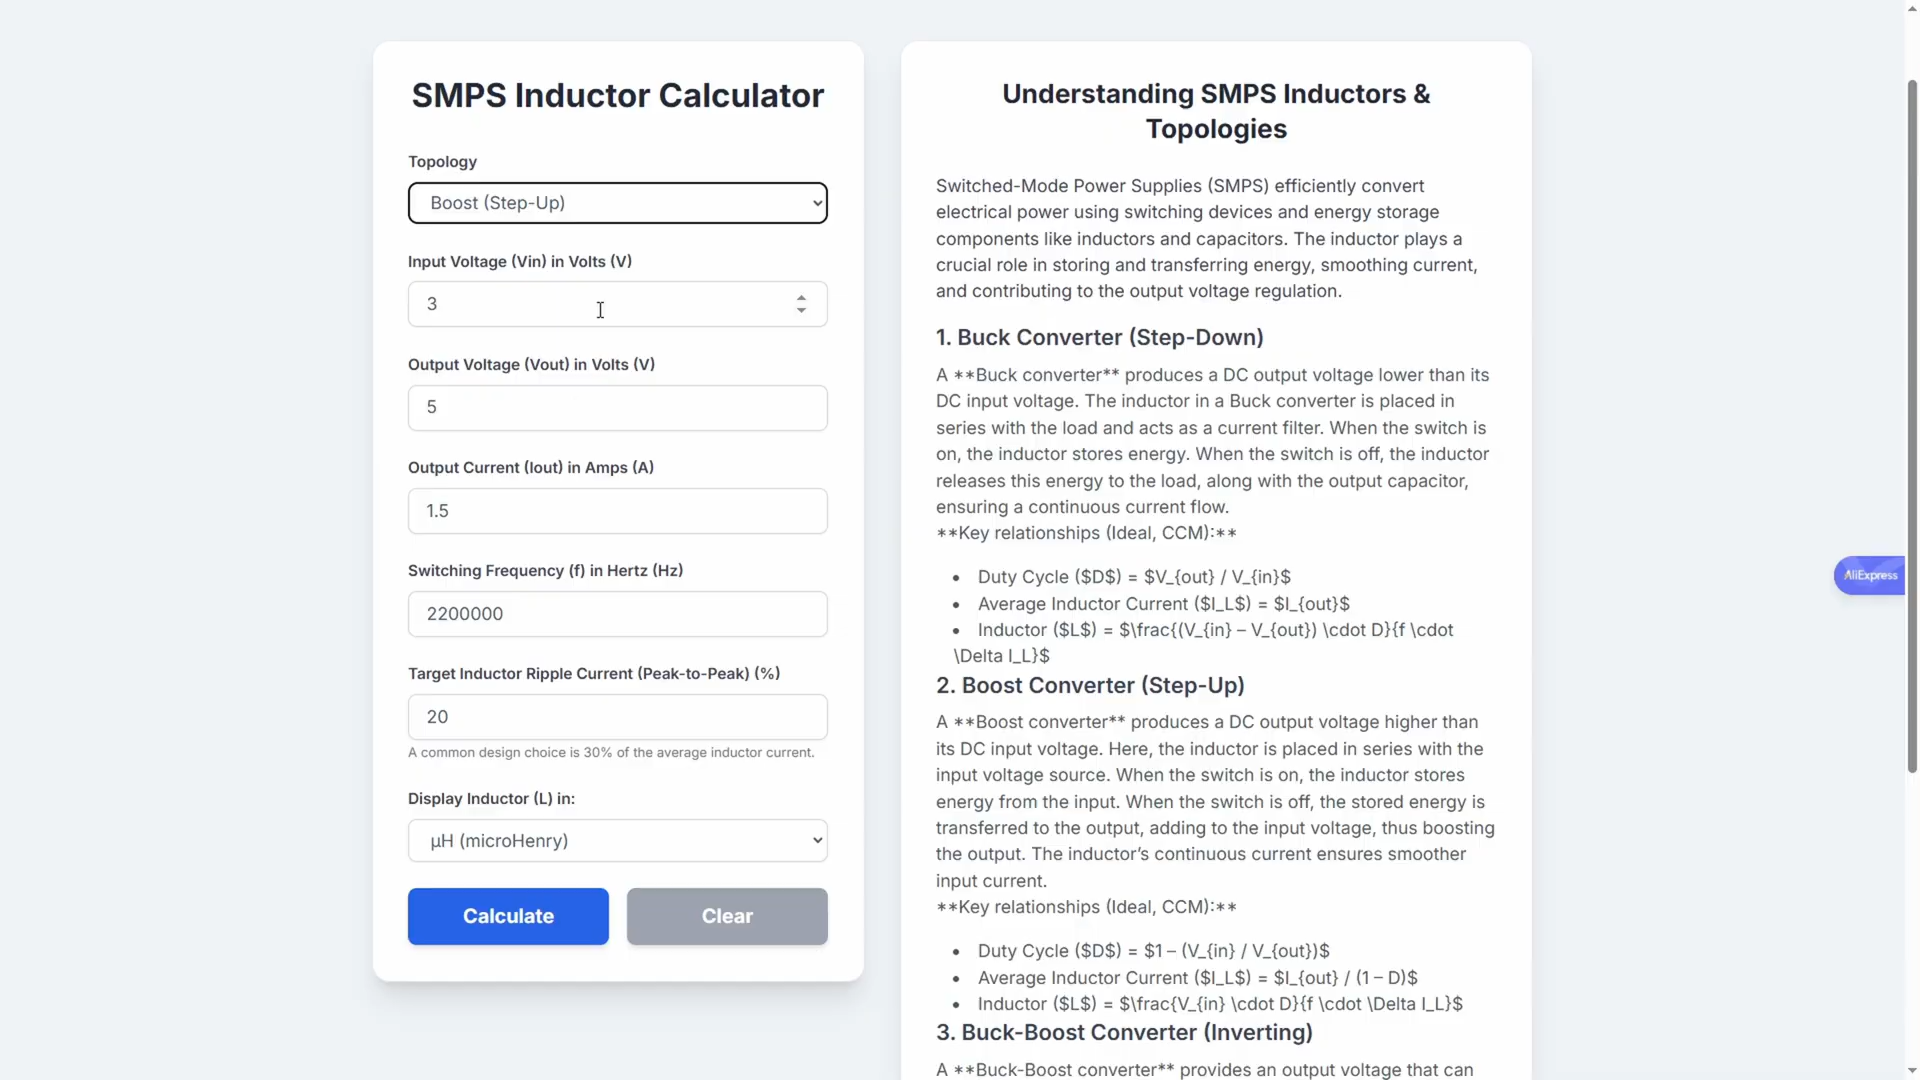 SMPS Inductor Calculator
Topology
Boost (Step-Up)
Input Voltage (Vin) in Volts (V)
3
Output Voltage (Vout) in Volts (V)
5
Output Current (Iout) in Amps (A)
1.5
Switching Frequency (f) in Hertz (Hz)
2200000
Target Inductor Ripple Current (Peak-to-Peak) (%)
20
A common design choice is 30% of the average inductor current.
Display Inductor (L) in:
µH (microHenry)
Calculate
Clear
Understanding SMPS Inductors &
Topologies
Switched-Mode Power Supplies (SMPS) efficiently convert
electrical power using switching devices and energy storage
components like inductors and capacitors. The inductor plays a
crucial role in storing and transferring energy, smoothing current,
and contributing to the output voltage regulation.
1. Buck Converter (Step-Down)
A **Buck converter** produces a DC output voltage lower than its
DC input voltage. The inductor in a Buck converter is placed in
series with the load and acts as a current filter. When the switch is
on, the inductor stores energy. When the switch is off, the inductor
releases this energy to the load, along with the output capacitor,
ensuring a continuous current flow.
**Key relationships (Ideal, CCM):**
• Duty Cycle ($D$) = $V_{out} / V_{in}$
• Average Inductor Current ($I_L$) = $I_{out}$
• Inductor ($L$) = $\frac{(V_{in} – V_{out}) \cdot D}{f \cdot
\Delta I_L}$
2. Boost Converter (Step-Up)
A **Boost converter** produces a DC output voltage higher than
its DC input voltage. Here, the inductor is placed in series with the
input voltage source. When the switch is on, the inductor stores
energy from the input. When the switch is off, the stored energy is
transferred to the output, adding to the input voltage, thus boosting
the output. The inductor’s continuous current ensures smoother
input current.
**Key relationships (Ideal, CCM):**
• Duty Cycle ($D$) = $1 – (V_{in} / V_{out})$
• Average Inductor Current ($I_L$) = $I_{out} / (1 – D)$
• Inductor ($L$) = $\frac{V_{in} \cdot D}{f \cdot \Delta I_L}$
3. Buck-Boost Converter (Inverting)
A **Buck-Boost converter** provides an output voltage that can
AliExpress